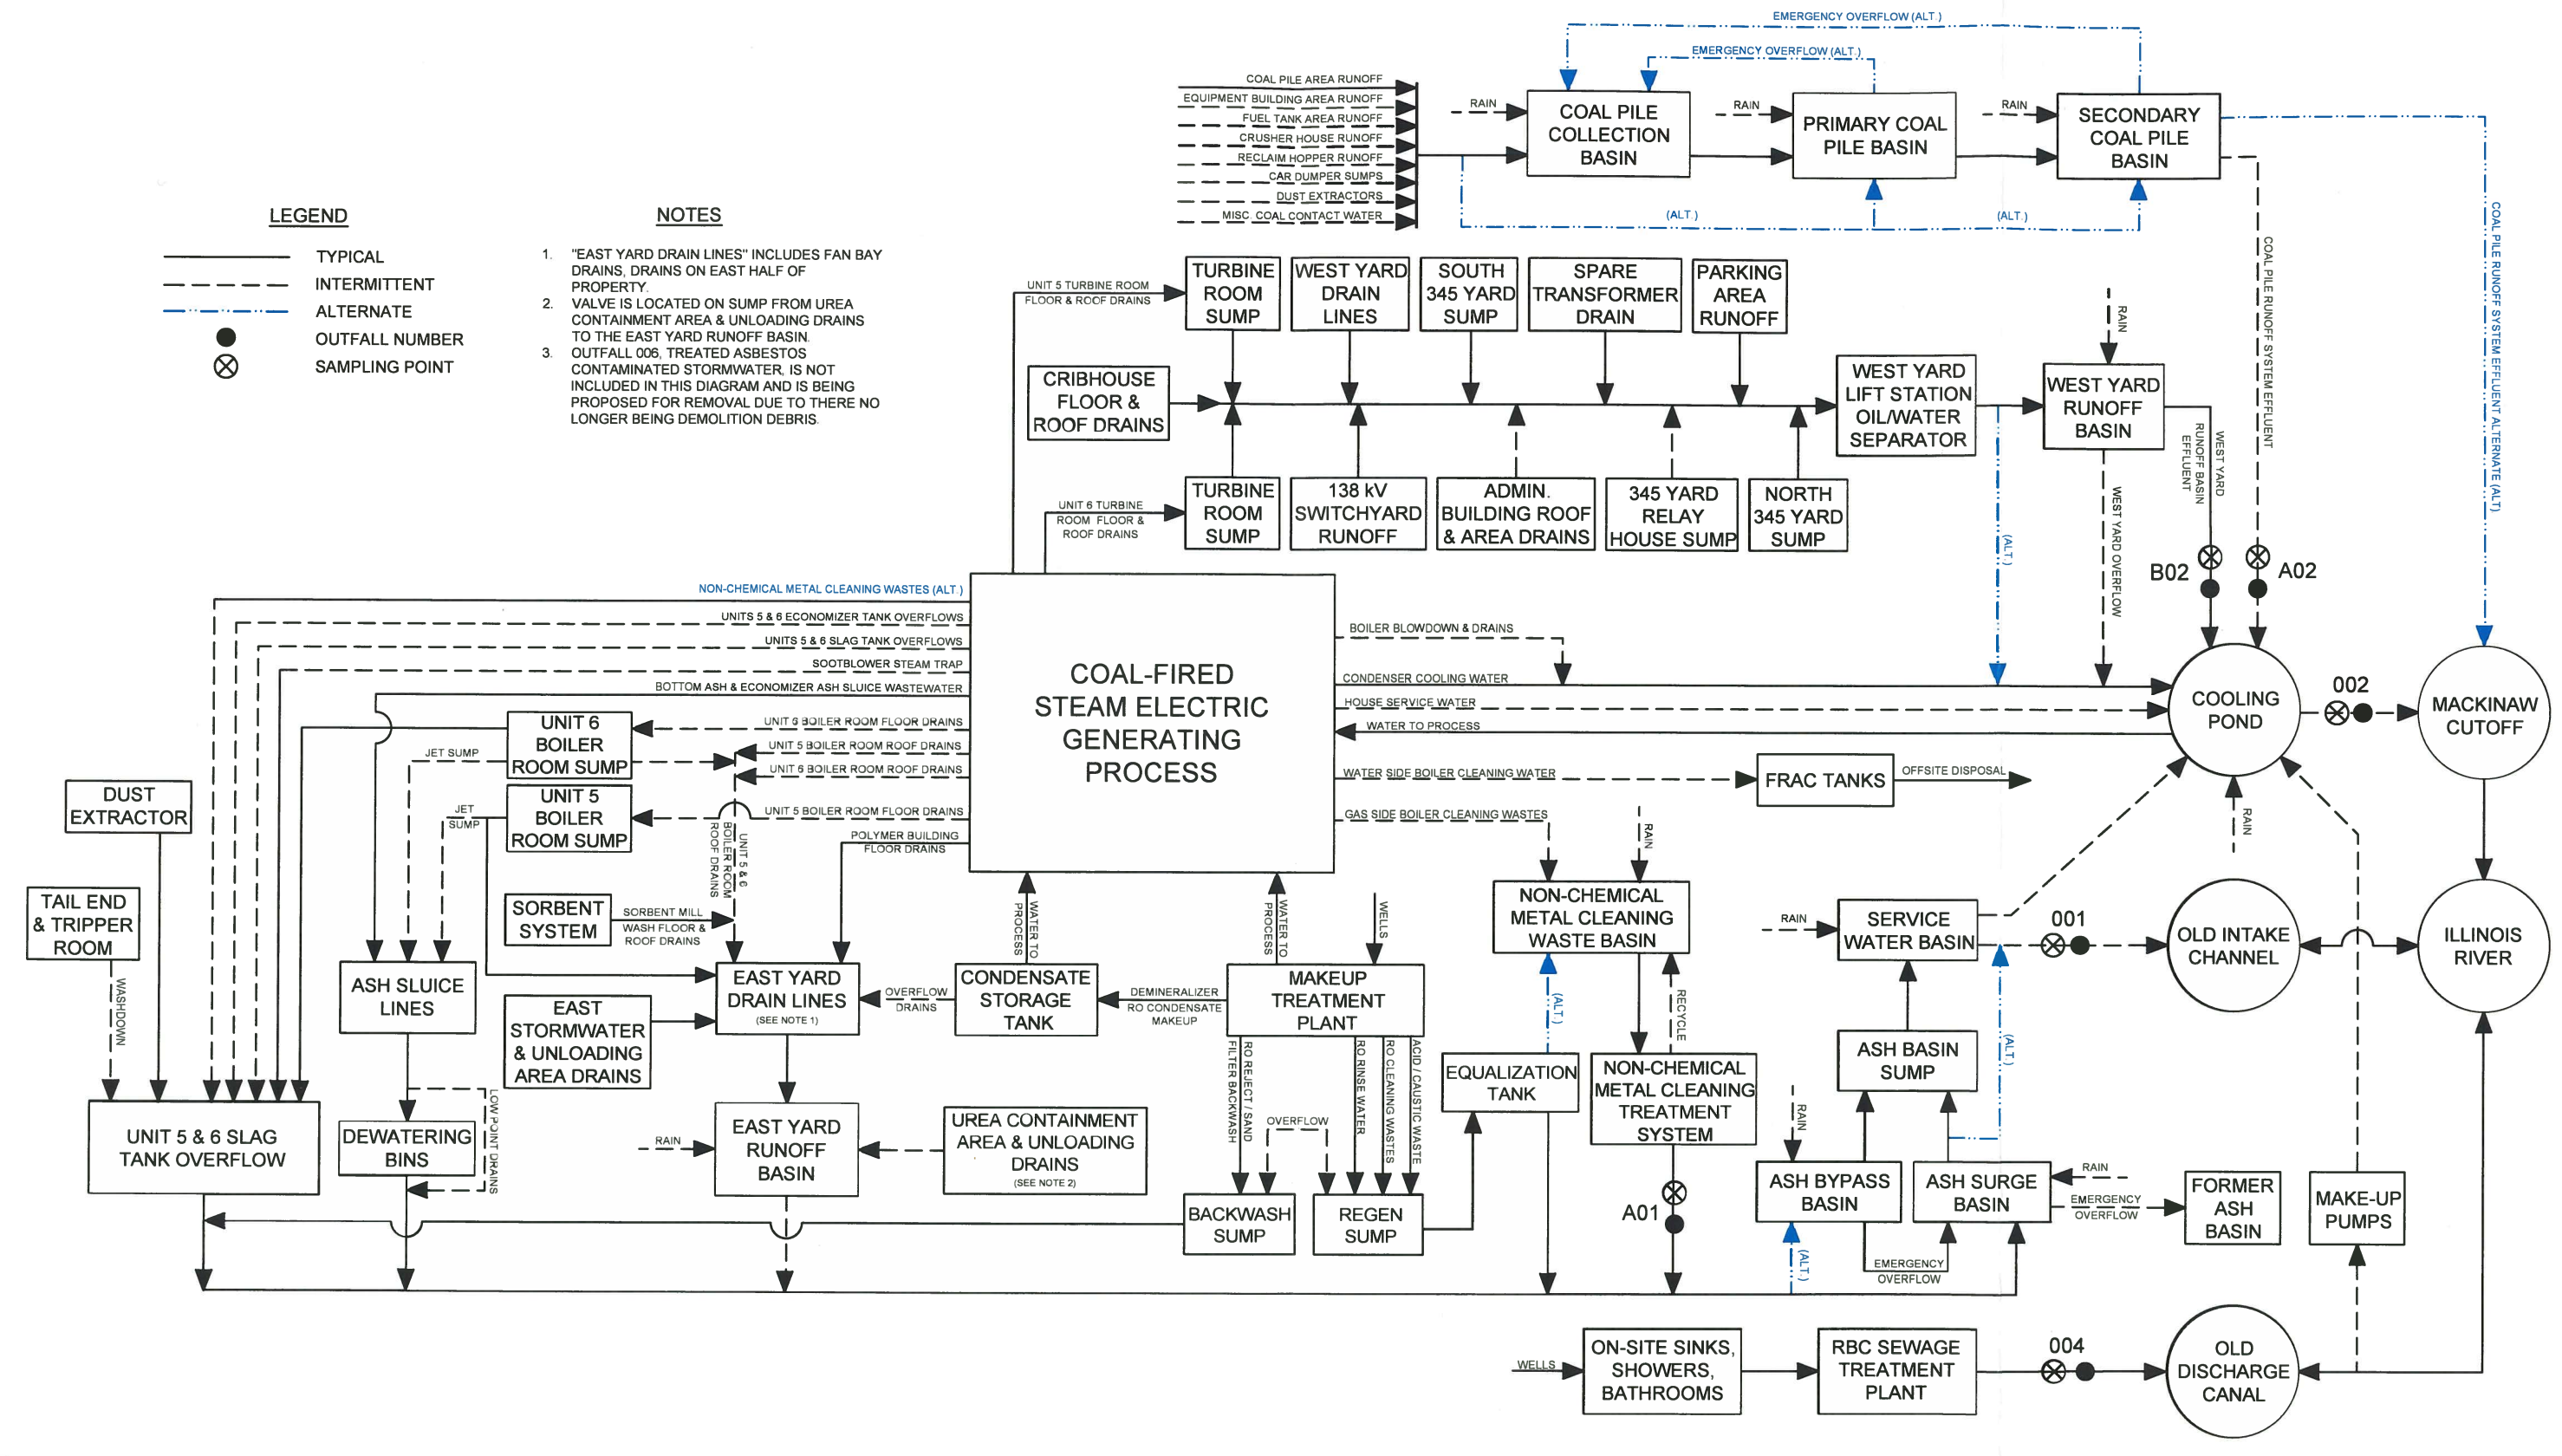 EMERGENCY OVERFLOW (ALT.)
EMERGENCY OVERFLOW (ALT.)
COAL PILE AREA RUNOFF
EQUIPMENT BUILDING AREA RUNOFF
FUEL TANK AREA RUNOFF
CRUSHER HOUSE RUNOFF
RECLAIM HOPPER RUNOFF
CAR DUMPER SUMPS
DUST EXTRACTORS
MISC. COAL CONTACT WATER
RAIN
COAL PILE
COLLECTION
BASIN
RAIN
PRIMARY COAL
PILE BASIN
RAIN
SECONDARY
COAL PILE
BASIN
(ALT.)
(ALT.)
COAL PILE RUNOFF SYSTEM EFFLUENT
COAL PILE RUNOFF SYSTEM EFFLUENT ALTERNATE (ALT)
LEGEND
TYPICAL
INTERMITTENT
ALTERNATE
OUTFALL NUMBER
SAMPLING POINT
NOTES
1. "EAST YARD DRAIN LINES" INCLUDES FAN BAY
DRAINS, DRAINS ON EAST HALF OF
PROPERTY.
2. VALVE IS LOCATED ON SUMP FROM UREA
CONTAINMENT AREA & UNLOADING DRAINS
TO THE EAST YARD RUNOFF BASIN.
3. OUTFALL 006, TREATED ASBESTOS
CONTAMINATED STORMWATER, IS NOT
INCLUDED IN THIS DIAGRAM AND IS BEING
PROPOSED FOR REMOVAL DUE TO THERE NO
LONGER BEING DEMOLITION DEBRIS.
UNIT 5 TURBINE ROOM
FLOOR & ROOF DRAINS
TURBINE
ROOM
SUMP
WEST YARD
DRAIN
LINES
SOUTH
345 YARD
SUMP
SPARE
TRANSFORMER
DRAIN
PARKING
AREA
RUNOFF
CRIBHOUSE
FLOOR &
ROOF DRAINS
WEST YARD
LIFT STATION
OIL/WATER
SEPARATOR
RAIN
WEST YARD
RUNOFF
BASIN
WEST YARD
RUNOFF BASIN
EFFLUENT
WEST YARD OVERFLOW
(ALT.)
UNIT 6 TURBINE
ROOM FLOOR &
ROOF DRAINS
TURBINE
ROOM
SUMP
138 kV
SWITCHYARD
RUNOFF
ADMIN.
BUILDING ROOF
& AREA DRAINS
345 YARD
RELAY
HOUSE SUMP
NORTH
345 YARD
SUMP
B02
A02
NON-CHEMICAL METAL CLEANING WASTES (ALT.)
UNITS 5 & 6 ECONOMIZER TANK OVERFLOWS
UNITS 5 & 6 SLAG TANK OVERFLOWS
SOOTBLOWER STEAM TRAP
BOTTOM ASH & ECONOMIZER ASH SLUICE WASTEWATER
UNIT 6 BOILER ROOM FLOOR DRAINS
UNIT 5 BOILER ROOM ROOF DRAINS
UNIT 6 BOILER ROOM ROOF DRAINS
UNIT 5 BOILER ROOM FLOOR DRAINS
POLYMER BUILDING
FLOOR DRAINS
COAL-FIRED
STEAM ELECTRIC
GENERATING
PROCESS
BOILER BLOWDOWN & DRAINS
CONDENSER COOLING WATER
HOUSE SERVICE WATER
WATER TO PROCESS
WATER SIDE BOILER CLEANING WATER
GAS SIDE BOILER CLEANING WASTES
COOLING
POND
002
MACKINAW
CUTOFF
FRAC TANKS
OFFSITE DISPOSAL
UNIT 6
BOILER
ROOM SUMP
JET SUMP
UNIT 5
BOILER
ROOM SUMP
JET
SUMP
UNIT 5 & 6
BOILER ROOM
ROOF DRAINS
DUST
EXTRACTOR
TAIL END
& TRIPPER
ROOM
WASHDOWN
SORBENT
SYSTEM
SORBENT MILL
WASH FLOOR &
ROOF DRAINS
WATER TO
PROCESS
WATER TO
PROCESS
WELLS
RAIN
NON-CHEMICAL
METAL CLEANING
WASTE BASIN
RAIN
SERVICE
WATER BASIN
001
RAIN
OLD INTAKE
CHANNEL
ILLINOIS
RIVER
ASH SLUICE
LINES
EAST
STORMWATER
& UNLOADING
AREA DRAINS
EAST YARD
DRAIN LINES
(SEE NOTE 1)
OVERFLOW
DRAINS
CONDENSATE
STORAGE
TANK
DEMINERALIZER
RO CONDENSATE
MAKEUP
MAKEUP
TREATMENT
PLANT
(ALT.)
RECYCLE
EQUALIZATION
TANK
NON-CHEMICAL
METAL CLEANING
TREATMENT
SYSTEM
ASH BASIN
SUMP
(ALT.)
RO REJECT / SAND
FILTER BACKWASH
RO RINSE WATER
RO CLEANING WASTES
ACID / CAUSTIC WASTE
OVERFLOW
UNIT 5 & 6 SLAG
TANK OVERFLOW
DEWATERING
BINS
LOW POINT DRAINS
RAIN
EAST YARD
RUNOFF
BASIN
UREA CONTAINMENT
AREA & UNLOADING
DRAINS
(SEE NOTE 2)
BACKWASH
SUMP
REGEN
SUMP
A01
RAIN
ASH BYPASS
BASIN
ASH SURGE
BASIN
RAIN
EMERGENCY
OVERFLOW
FORMER
ASH
BASIN
MAKE-UP
PUMPS
(ALT.)
EMERGENCY
OVERFLOW
WELLS
ON-SITE SINKS,
SHOWERS,
BATHROOMS
RBC SEWAGE
TREATMENT
PLANT
004
OLD
DISCHARGE
CANAL